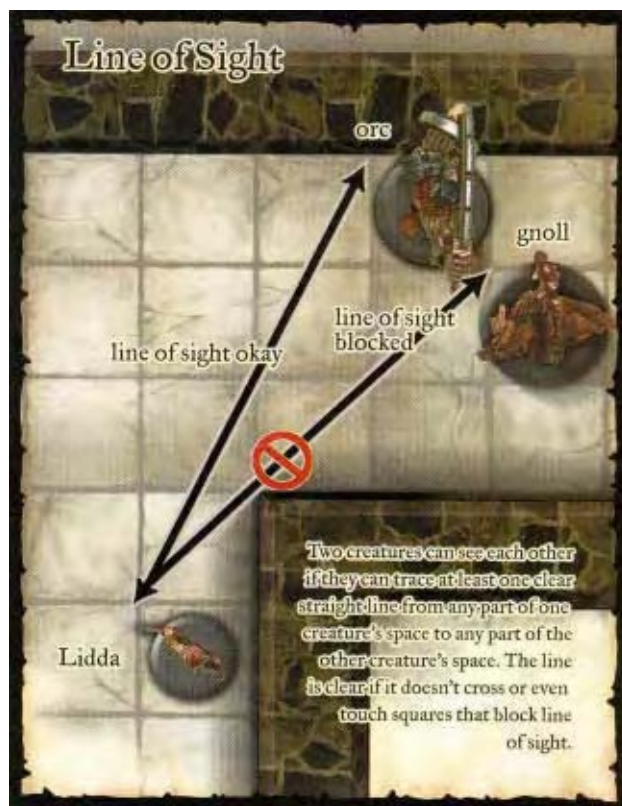 Line of Sight
orc
gnoll
line of sight
blocked
line of sight okay
Lidda
Two creatures can see each other
if they can trace at least one clear
straight line from any part of one
creature's space to any part of the
other creature's space. The line
is clear if it doesn't cross or even
touch squares that block line
of sight.